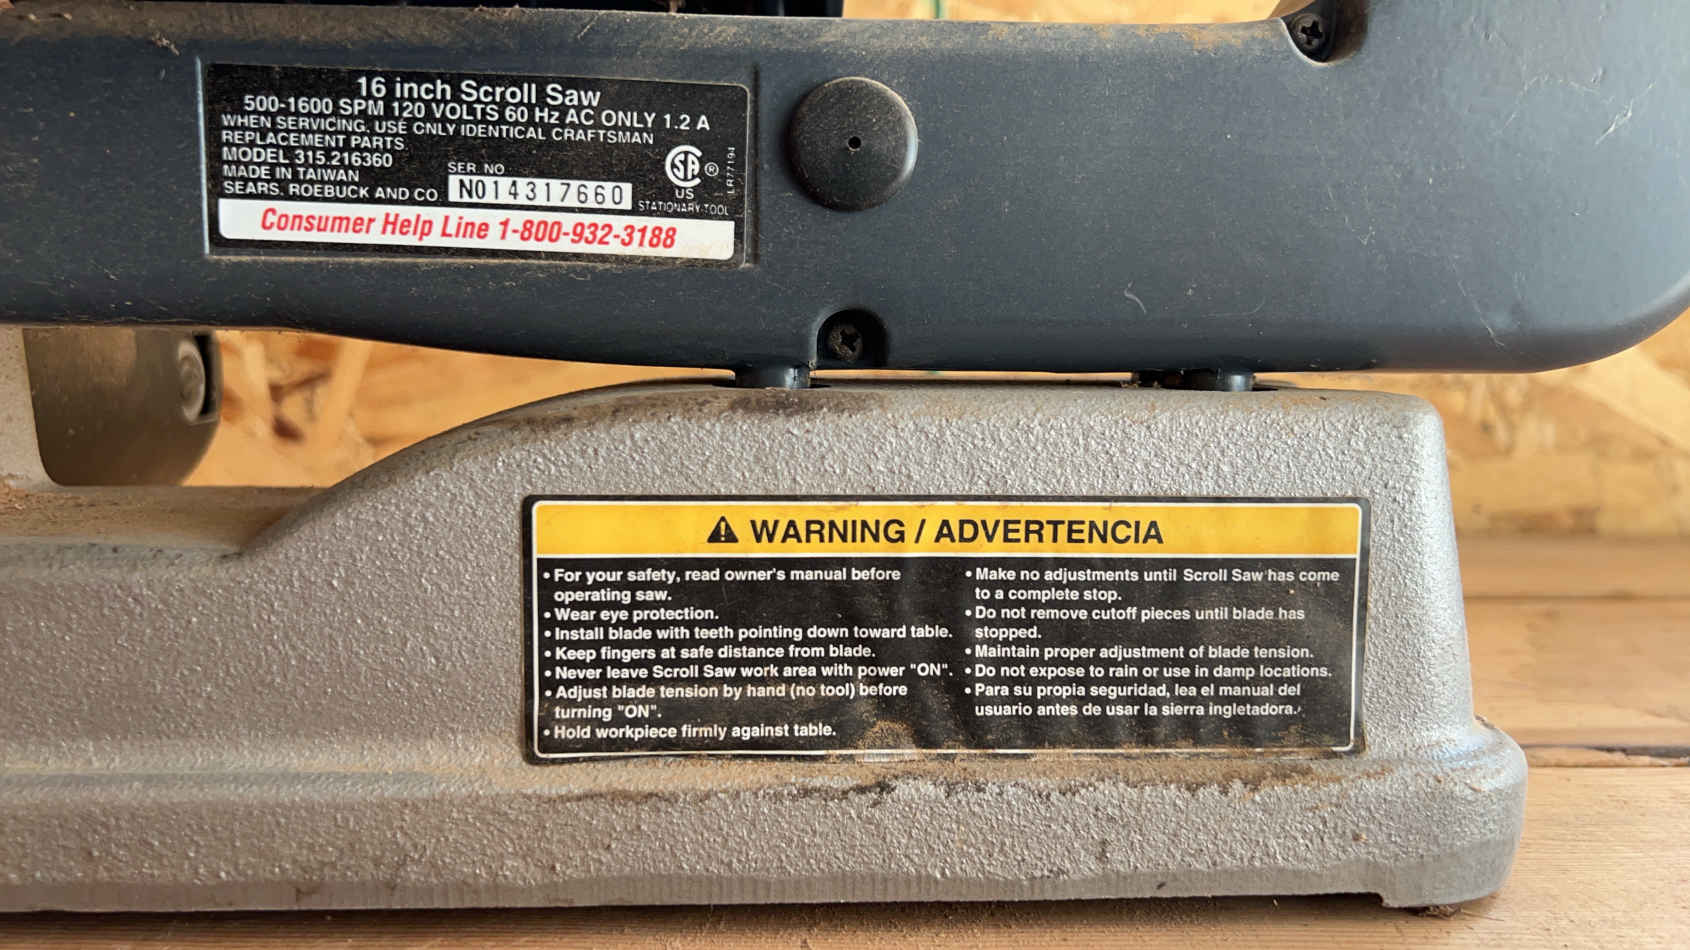 16 inch Scroll Saw
500-1600 SPM 120 VOLTS 60 Hz AC ONLY 1.2 A
WHEN SERVICING, USE ONLY IDENTICAL CRAFTSMAN
REPLACEMENT PARTS.
MODEL 315.216360
MADE IN TAIWAN
SEARS, ROEBUCK AND CO.
SER. NO
N014317660
SA ®
US
STATIONARY TOOL
LR77194
Consumer Help Line 1-800-932-3188
WARNING / ADVERTENCIA
• For your safety, read owner's manual before
operating saw.
• Wear eye protection.
• Install blade with teeth pointing down toward table.
• Keep fingers at safe distance from blade.
• Never leave Scroll Saw work area with power "ON".
• Adjust blade tension by hand (no tool) before
turning "ON".
• Hold workpiece firmly against table.
• Make no adjustments until Scroll Saw has come
to a complete stop.
• Do not remove cutoff pieces until blade has
stopped.
• Maintain proper adjustment of blade tension.
• Do not expose to rain or use in damp locations.
• Para su propia seguridad, lea el manual del
usuario antes de usar la sierra ingletadora.